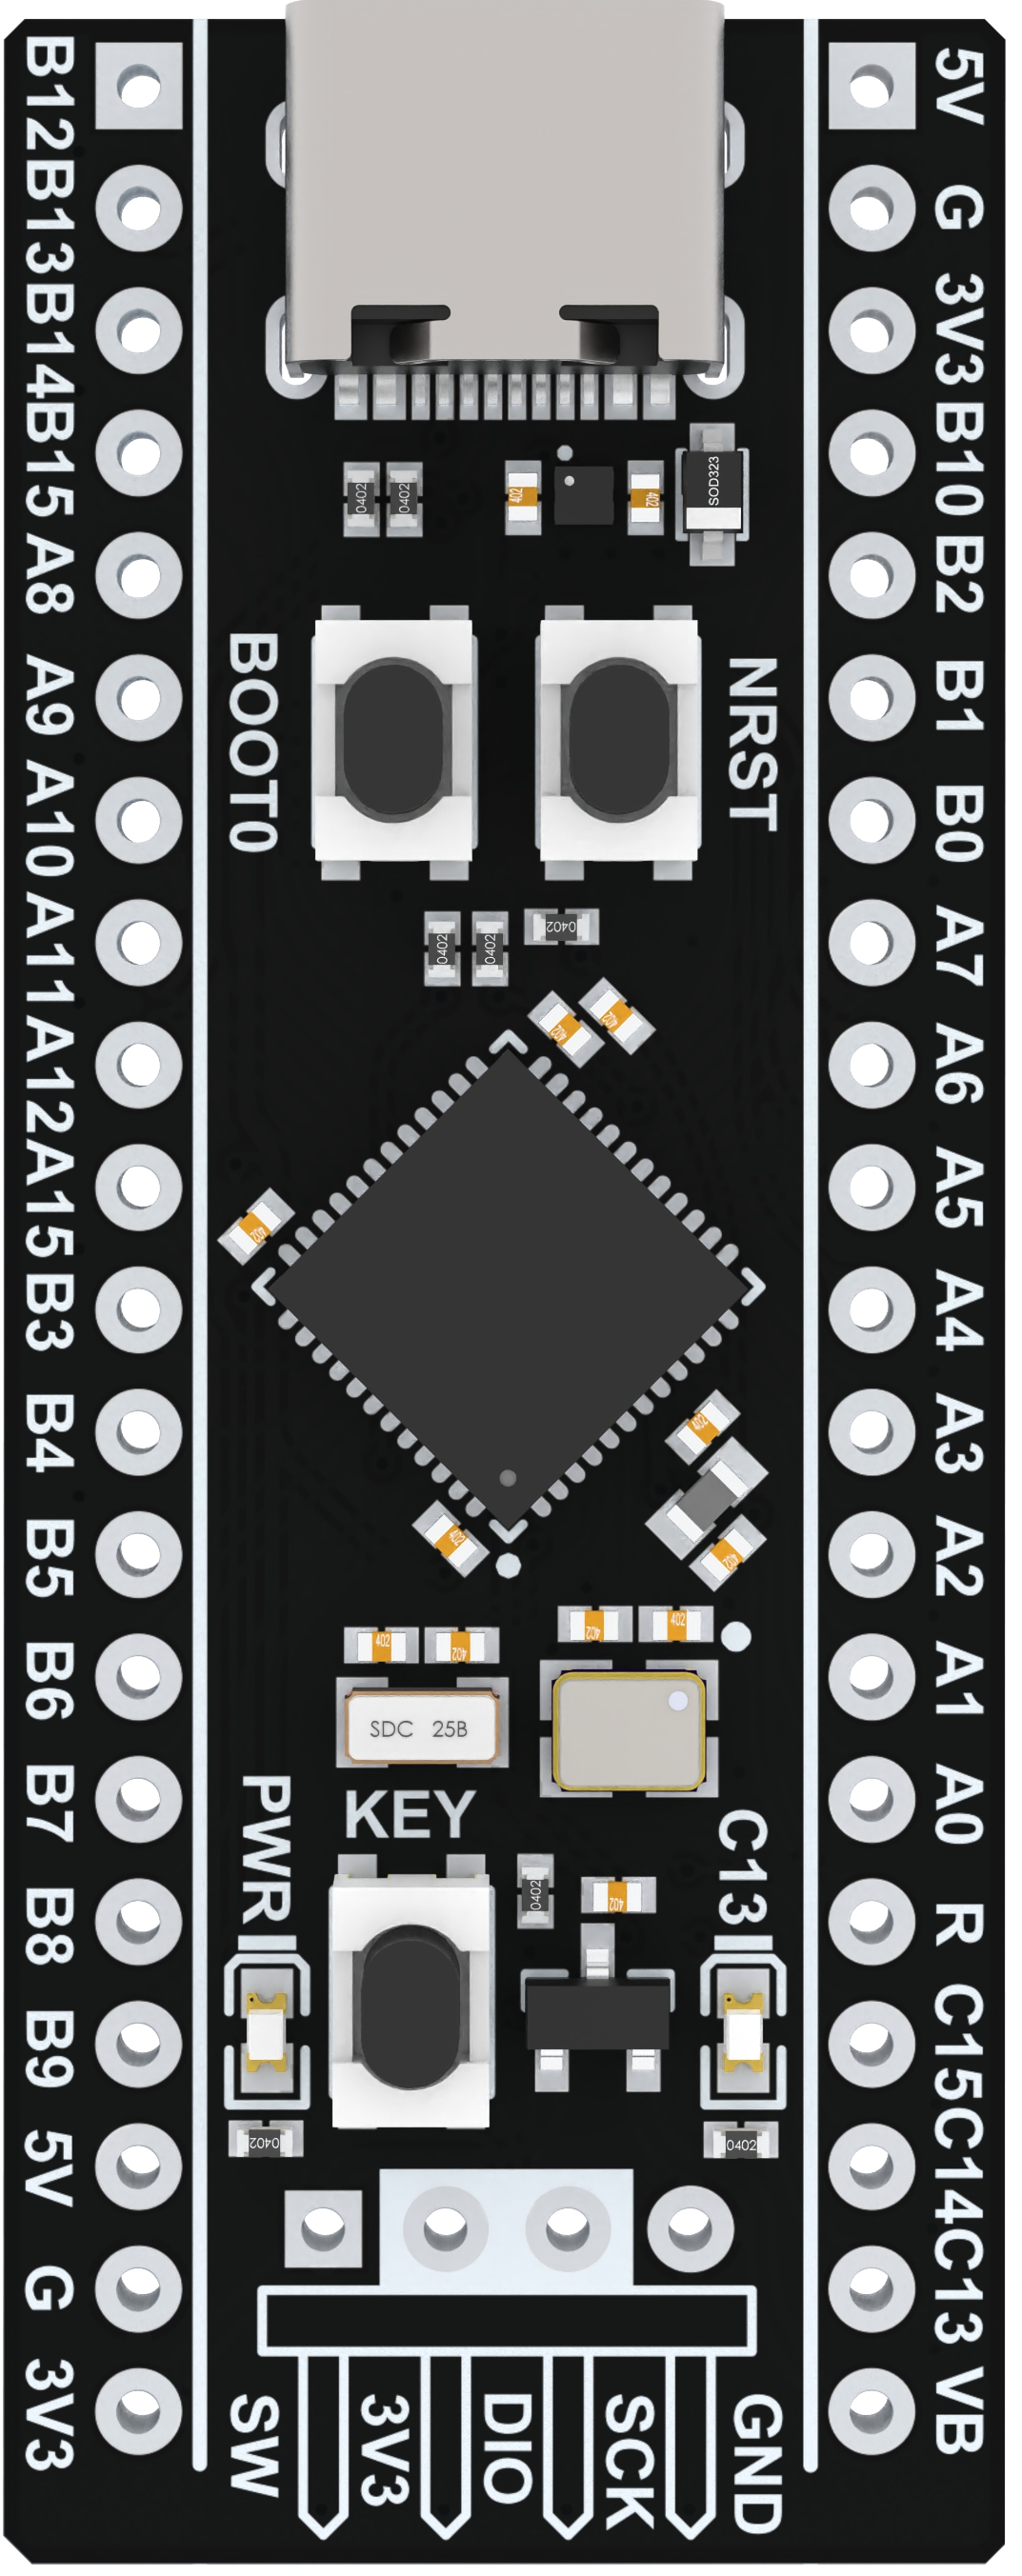 B12
B13
B14
B15
A8
A9
A10
A11
A12
A15
B3
B4
B5
B6
B7
B8
B9
5V
G
3V3
5V
G
3V3
B10
B2
B1
B0
A7
A6
A5
A4
A3
A2
A1
A0
R
C15
C14
C13
VB
0402
0402
402
402
SOD323
BOOT0
NRST
0402
0402
0402
402
402
402
402
402
402
402
402
402
402
SDC 25B
KEY
PWR
C13
0402
402
0402
0402
SW
3V3
DIO
SCK
GND